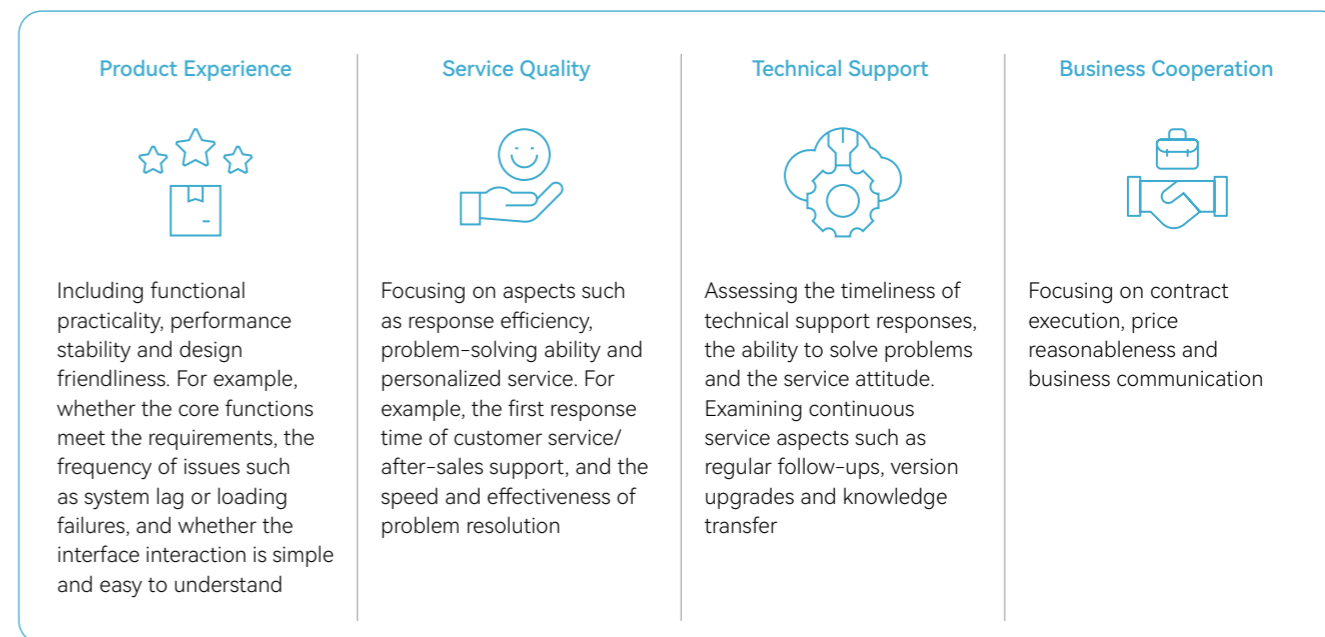 Product Experience
Including functional
practicality, performance
stability and design
friendliness. For example,
whether the core functions
meet the requirements, the
frequency of issues such
as system lag or loading
failures, and whether the
interface interaction is simple
and easy to understand
Service Quality
Focusing on aspects such
as response efficiency,
problem-solving ability and
personalized service. For
example, the first response
time of customer service/
after-sales support, and the
speed and effectiveness of
problem resolution
Technical Support
Assessing the timeliness of
technical support responses,
the ability to solve problems
and the service attitude.
Examining continuous
service aspects such as
regular follow-ups, version
upgrades and knowledge
transfer
Business Cooperation
Focusing on contract
execution, price
reasonableness and
business communication